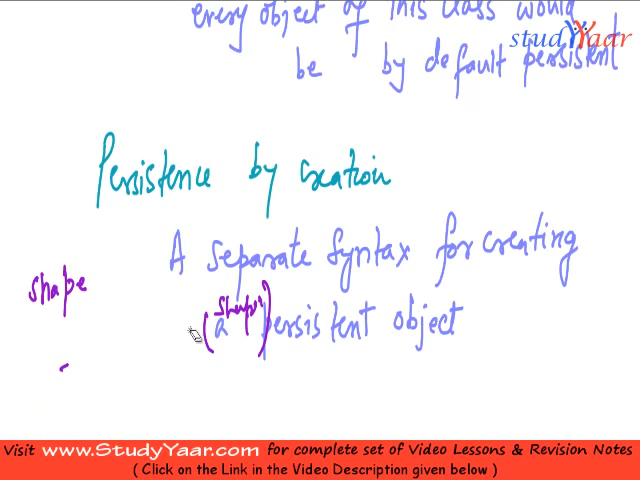 every object of this class would
studYYaar
be by default persistent
Persistence by creation
A separate syntax for creating
shape
(a persistent object
Visit www.StudyYaar.com for complete set of Video Lessons & Revision Notes
( Click on the Link in the Video Description given below )